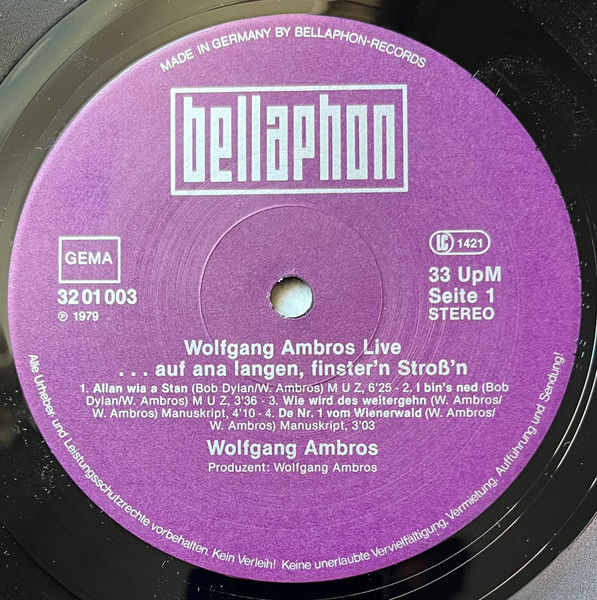 MADE IN GERMANY BY BELLAPHON-RECORDS
bellaphon
GEMA
32 01 003
℗ 1979
LC 1421
33 UpM
Seite 1
STEREO
Wolfgang Ambros Live
. . . auf ana langen, finster'n Stroß'n
1. Allan wia a Stan (Bob Dylan/W. Ambros) M U Z, 6'25 - 2. I bin's ned (Bob
Dylan/W. Ambros) M U Z, 3'36 - 3. Wie wird des weitergehn (W. Ambros/
W. Ambros) Manuskript, 4'10 - 4. De Nr. 1 vom Wienerwald (W. Ambros/
W. Ambros) Manuskript, 3'03
Wolfgang Ambros
Produzent: Wolfgang Ambros
Alle Urheber und Leistungsschutzrechte vorbehalten. Kein Verleih! Keine unerlaubte Vervielfältigung, Vermietung, Aufführung und Sendung!